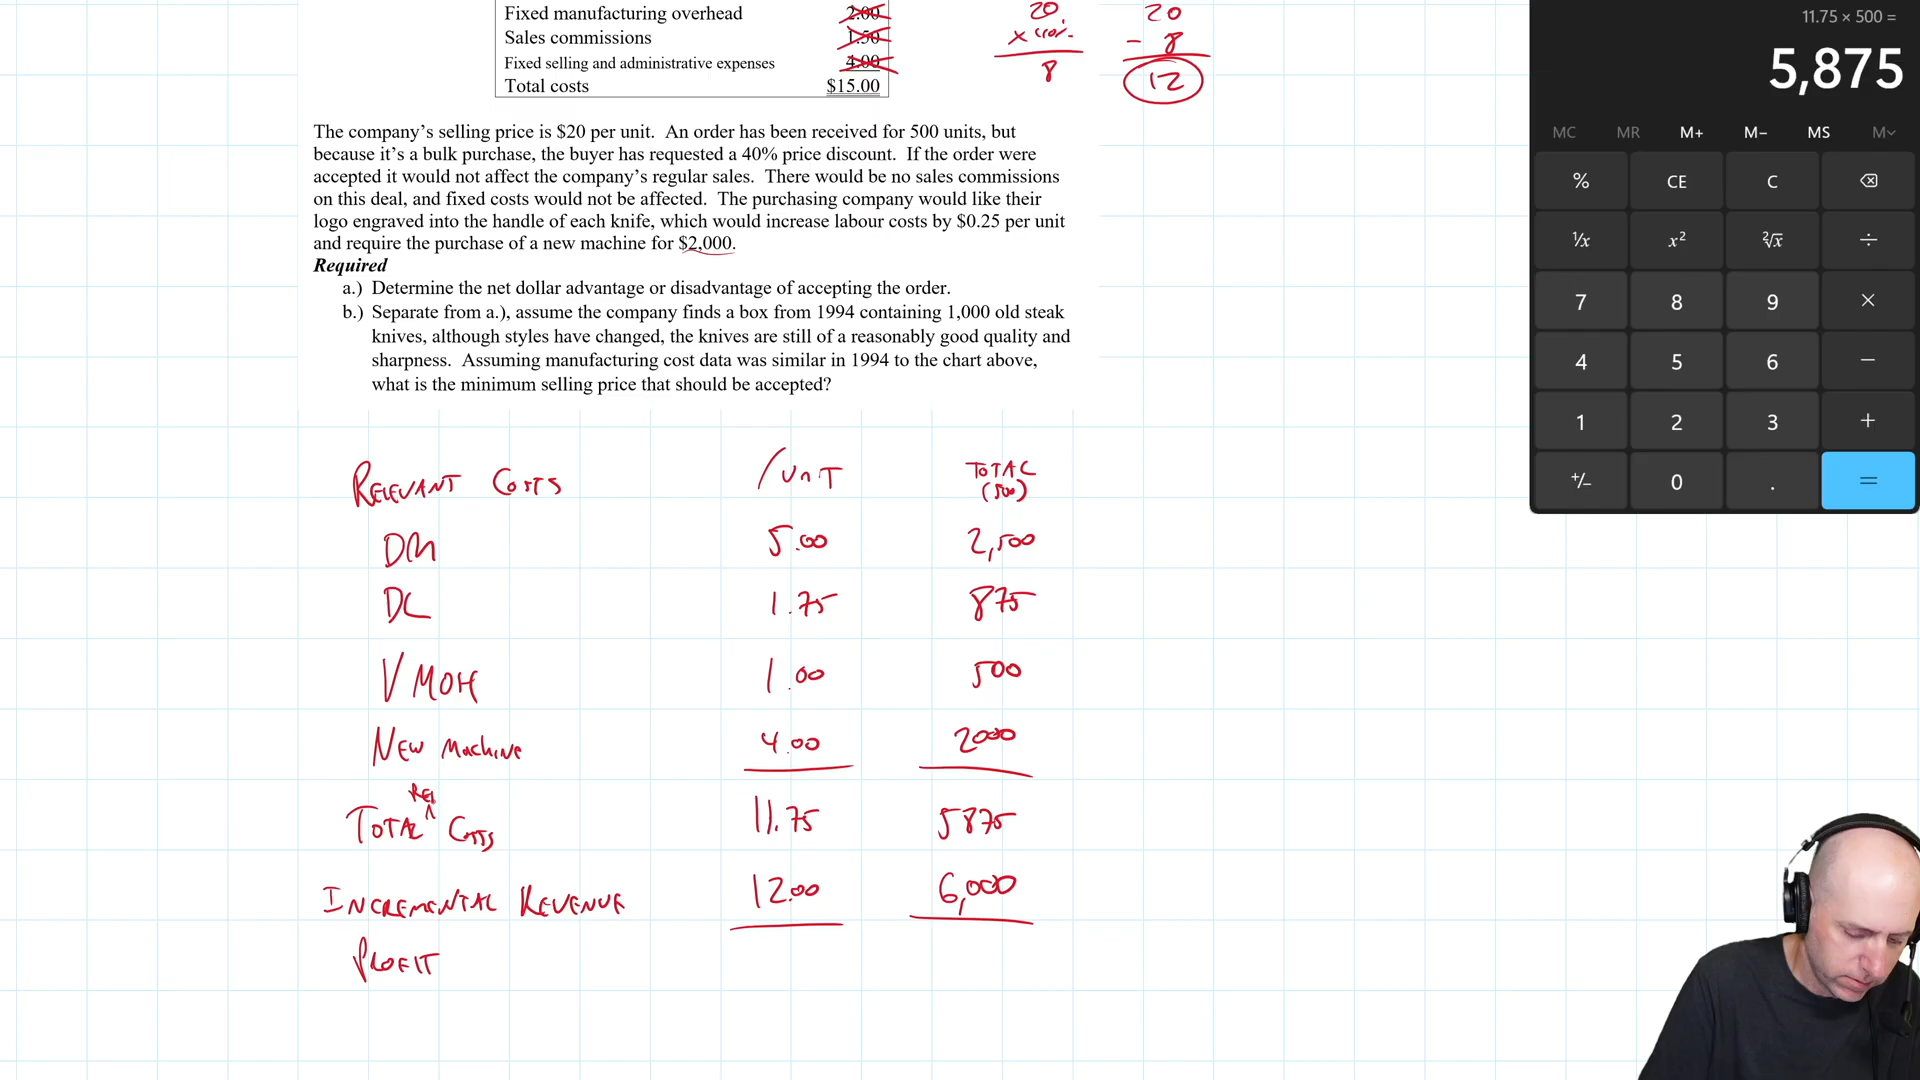 Fixed manufacturing overhead 2.00
Sales commissions 1.50
Fixed selling and administrative expenses 4.00
Total costs $15.00
20
x 40%
8
20
- 8
12
The company's selling price is $20 per unit. An order has been received for 500 units, but
because it's a bulk purchase, the buyer has requested a 40% price discount. If the order were
accepted it would not affect the company's regular sales. There would be no sales commissions
on this deal, and fixed costs would not be affected. The purchasing company would like their
logo engraved into the handle of each knife, which would increase labour costs by $0.25 per unit
and require the purchase of a new machine for $2,000.
Required
a.) Determine the net dollar advantage or disadvantage of accepting the order.
b.) Separate from a.), assume the company finds a box from 1994 containing 1,000 old steak
knives, although styles have changed, the knives are still of a reasonably good quality and
sharpness. Assuming manufacturing cost data was similar in 1994 to the chart above,
what is the minimum selling price that should be accepted?
RELEVANT COSTS /UNIT TOTAL
(500)
DM 5.00 2,500
DL 1.75 875
VMOH 1.00 500
NEW MACHINE 4.00 2000
REL
TOTAL ^ COSTS 11.75 5875
INCREMENTAL REVENUE 12.00 6,000
PROFIT
11.75 × 500 =
5,875
MC MR M+ M− MS M˅
% CE C ⌫
¹/x x² ²√x ÷
7 8 9 ×
4 5 6 −
1 2 3 +
+/− 0 . =